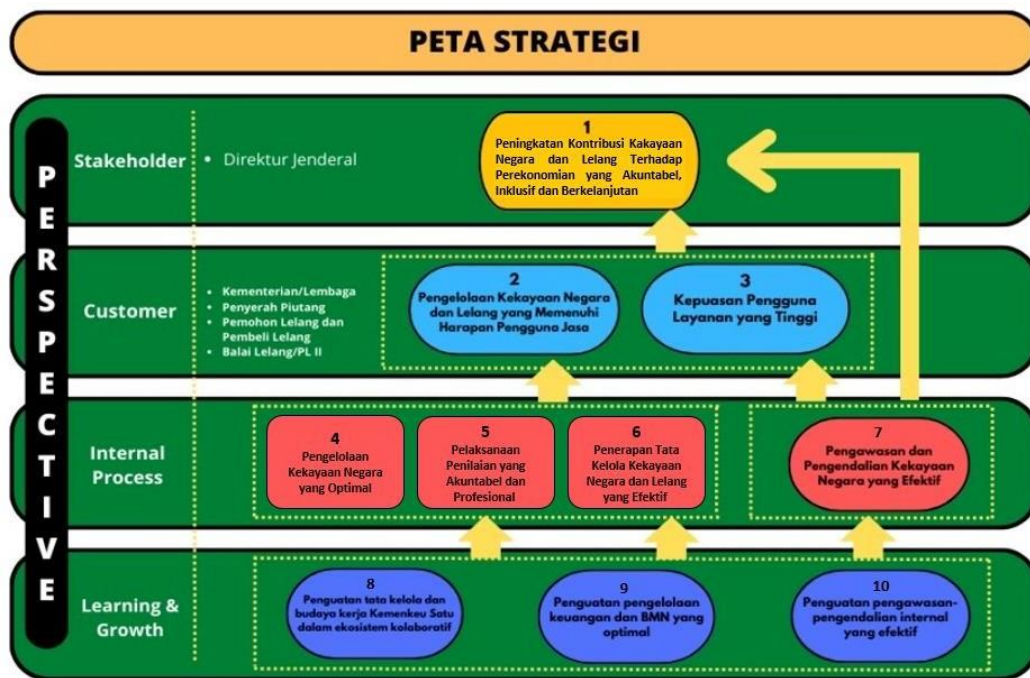 PETA STRATEGI
PERSPECTIVE
Stakeholder
• Direktur Jenderal
1
Peningkatan Kontribusi Kakayaan
Negara dan Lelang Terhadap
Perekonomian yang Akuntabel,
Inklusif dan Berkelanjutan
Customer
• Kementerian/Lembaga
• Penyerah Piutang
• Pemohon Lelang dan
Pembeli Lelang
• Balai Lelang/PL II
2
Pengelolaan Kekayaan Negara
dan Lelang yang Memenuhi
Harapan Pengguna Jasa
3
Kepuasan Pengguna
Layanan yang Tinggi
Internal
Process
4
Pengelolaan
Kekayaan Negara
yang Optimal
5
Pelaksanaan
Penilaian yang
Akuntabel dan
Profesional
6
Penerapan Tata
Kelola Kekayaan
Negara dan Lelang
yang Efektif
7
Pengawasan dan
Pengendalian Kekayaan
Negara yang Efektif
Learning &
Growth
8
Penguatan tata kelola dan
budaya kerja Kemenkeu Satu
dalam ekosistem kolaboratif
9
Penguatan pengelolaan
keuangan dan BMN yang
optimal
10
Penguatan pengawasan-
pengendalian internal
yang efektif